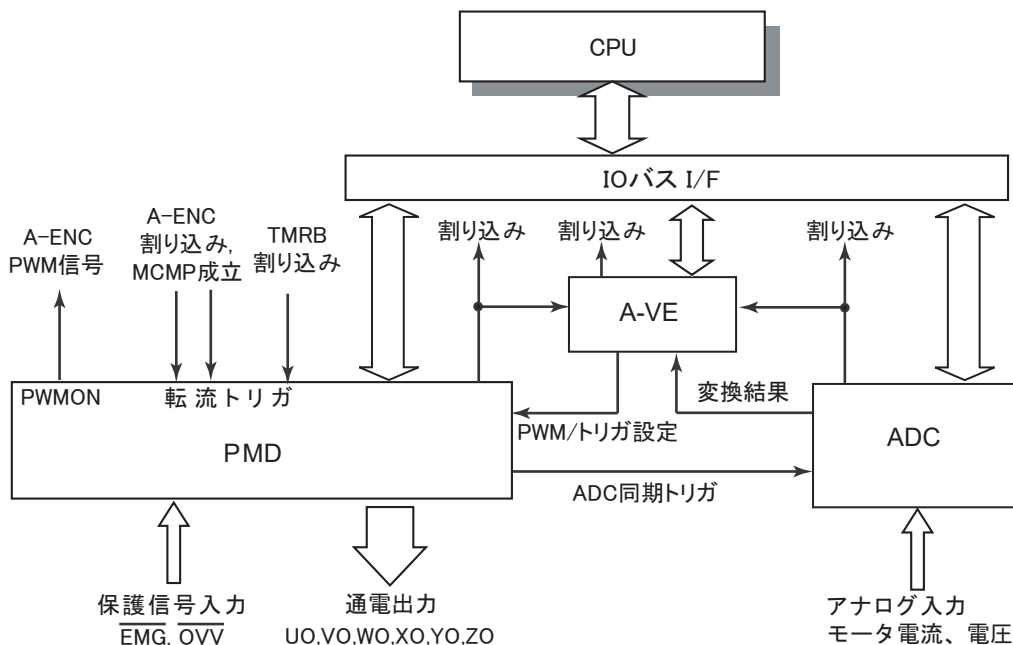 CPU
IOバス I/F
A-ENC
PWM信号
A-ENC
割り込み,
MCMP成立
TMRB
割り込み
割り込み
割り込み
割り込み
A-VE
PWMON
転流トリガ
PMD
PWM/トリガ設定
変換結果
ADC
ADC同期トリガ
保護信号入力
EMG, OVV
通電出力
UO,VO,WO,XO,YO,ZO
アナログ入力
モータ電流、電圧